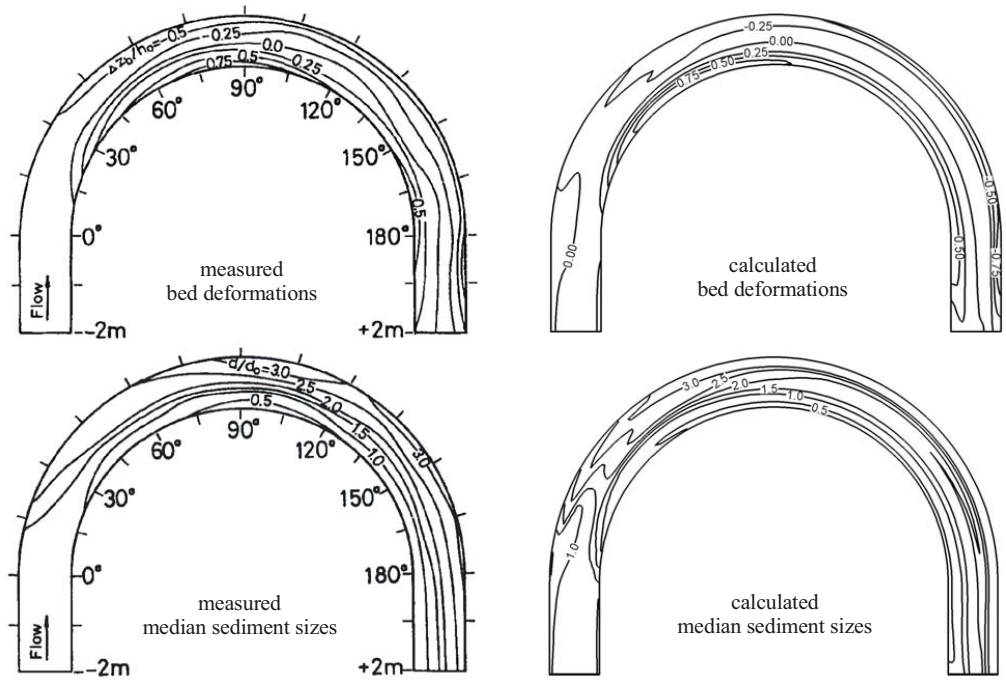 Δz_b/h_o=-0.5
-0.25
0.0
0.25
0.75 0.5
90°
60°
120°
30°
150°
0.5
0°
180°
measured
bed deformations
Flow
-2m
+2m
-0.25
0.00
0.25
0.50
0.75
-0.50
0.00
0.50
-0.75
calculated
bed deformations
d/d_o=3.0
2.5
2.0
0.5
1.5
1.0
3.0
90°
60°
120°
30°
150°
0°
180°
measured
median sediment sizes
Flow
-2m
+2m
3.0
2.5
2.0
1.5
1.0
0.5
1.0
calculated
median sediment sizes